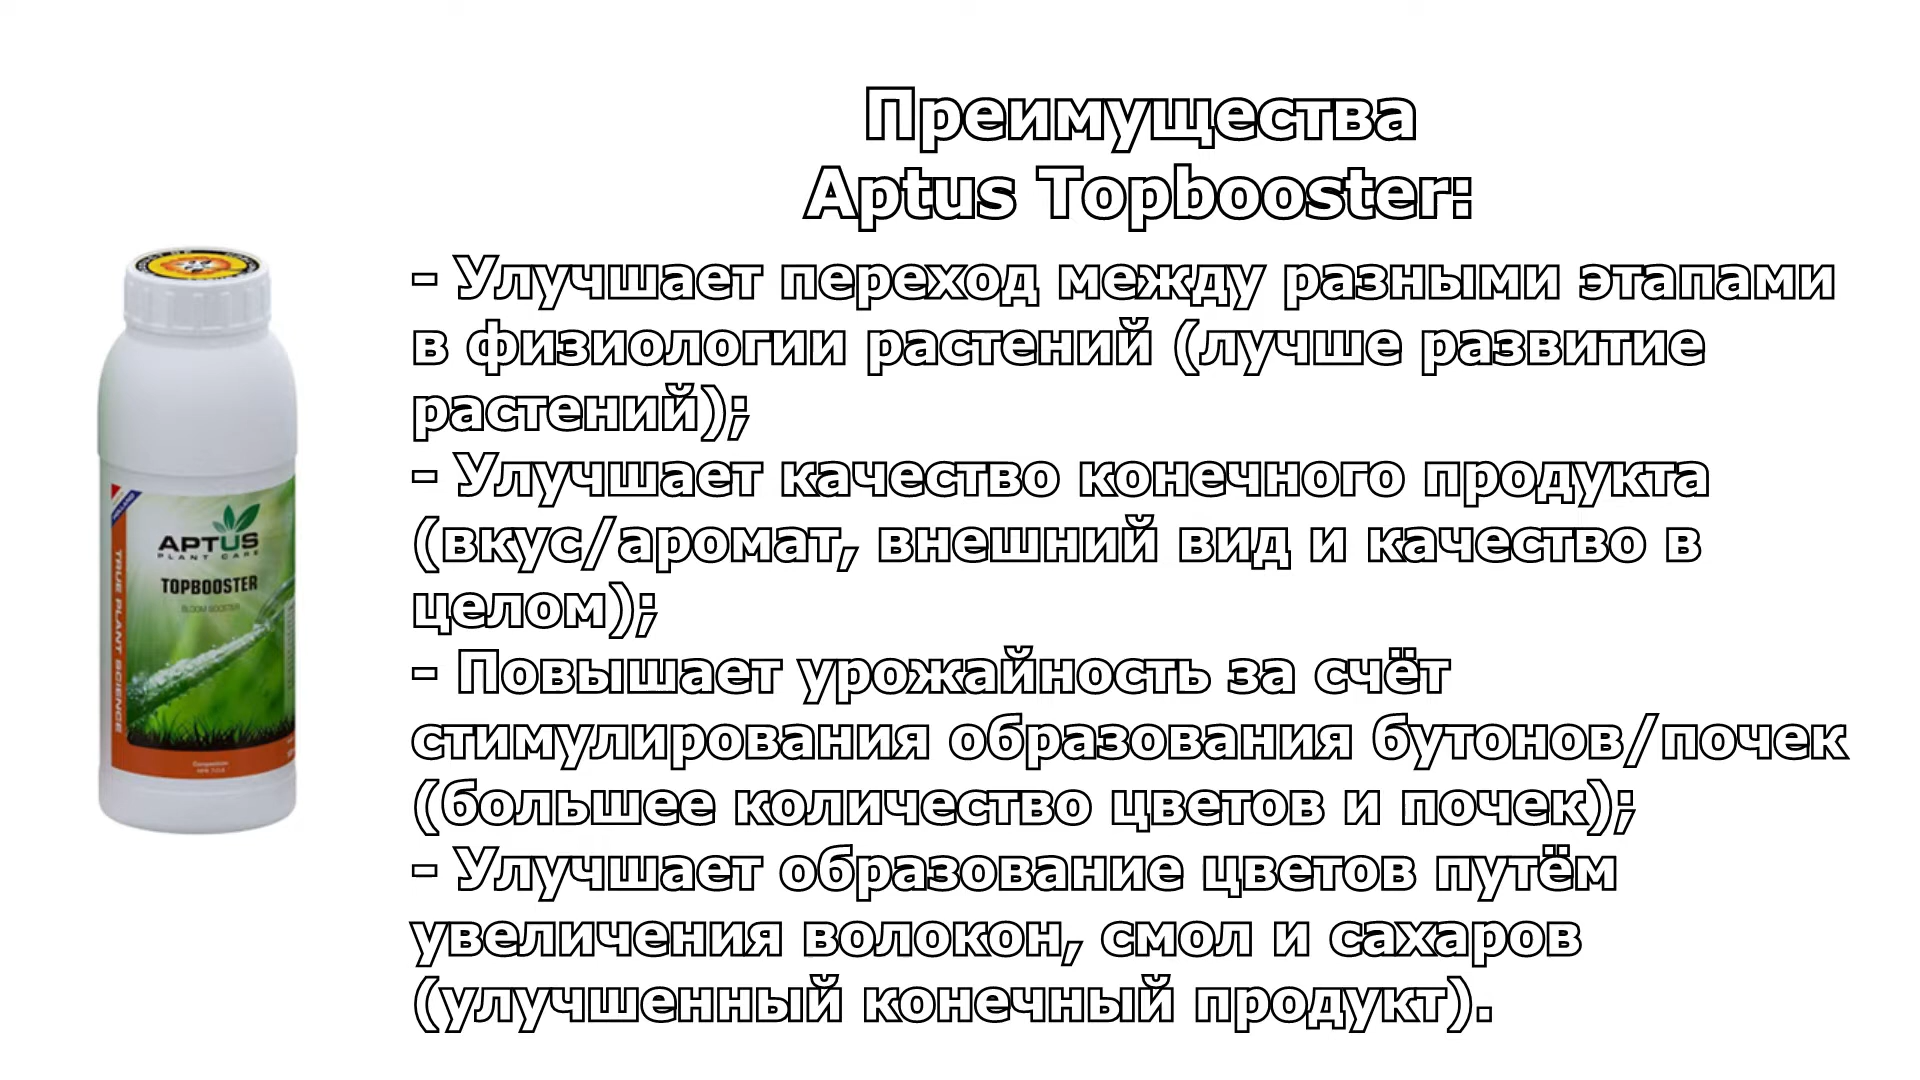 Преимущества
Aptus Topbooster:
- Улучшает переход между разными этапами
в физиологии растений (лучше развитие
растений);
- Улучшает качество конечного продукта
(вкус/аромат, внешний вид и качество в
целом);
- Повышает урожайность за счёт
стимулирования образования бутонов/почек
(большее количество цветов и почек);
- Улучшает образование цветов путём
увеличения волокон, смол и сахаров
(улучшенный конечный продукт).
APTUS
PLANT CARE
TOPBOOSTER
BLOOM BOOSTER
TRUE PLANT SCIENCE